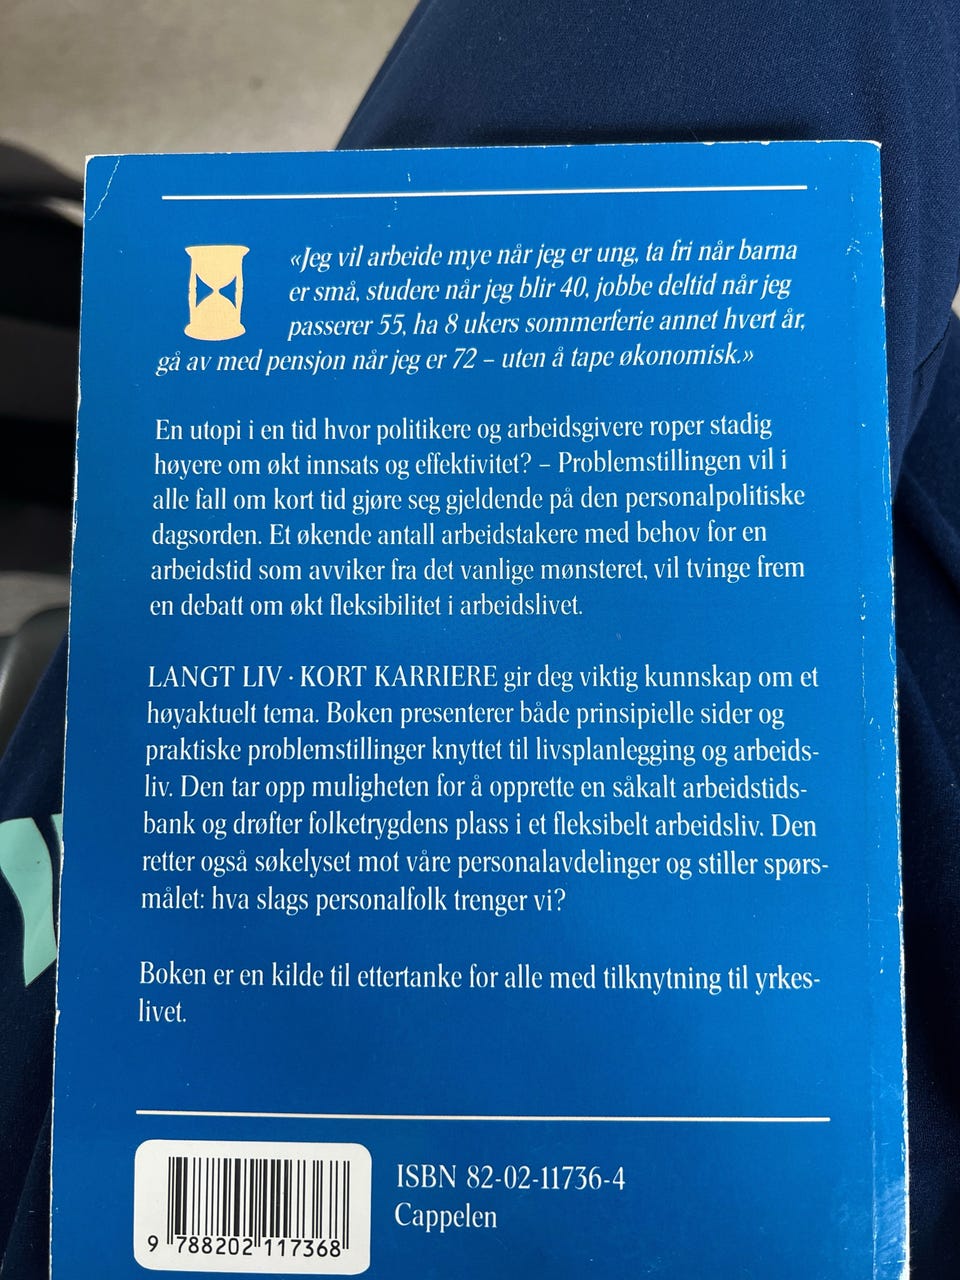 «Jeg vil arbeide mye når jeg er ung, ta fri når barna
er små, studere når jeg blir 40, jobbe deltid når jeg
passerer 55, ha 8 ukers sommerferie annet hvert år,
gå av med pensjon når jeg er 72 – uten å tape økonomisk.»
En utopi i en tid hvor politikere og arbeidsgivere roper stadig
høyere om økt innsats og effektivitet? – Problemstillingen vil i
alle fall om kort tid gjøre seg gjeldende på den personalpolitiske
dagsorden. Et økende antall arbeidstakere med behov for en
arbeidstid som avviker fra det vanlige mønsteret, vil tvinge frem
en debatt om økt fleksibilitet i arbeidslivet.
LANGT LIV · KORT KARRIERE gir deg viktig kunnskap om et
høyaktuelt tema. Boken presenterer både prinsipielle sider og
praktiske problemstillinger knyttet til livsplanlegging og arbeids-
liv. Den tar opp muligheten for å opprette en såkalt arbeidstids-
bank og drøfter folketrygdens plass i et fleksibelt arbeidsliv. Den
retter også søkelyset mot våre personalavdelinger og stiller spørs-
målet: hva slags personalfolk trenger vi?
Boken er en kilde til ettertanke for alle med tilknytning til yrkes-
livet.
ISBN 82-02-11736-4
Cappelen
9 788202 117368